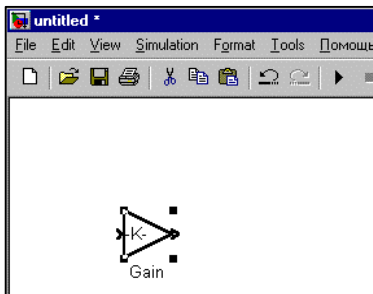 untitled *
File Edit View Simulation Format Tools Помощь
-K-
Gain